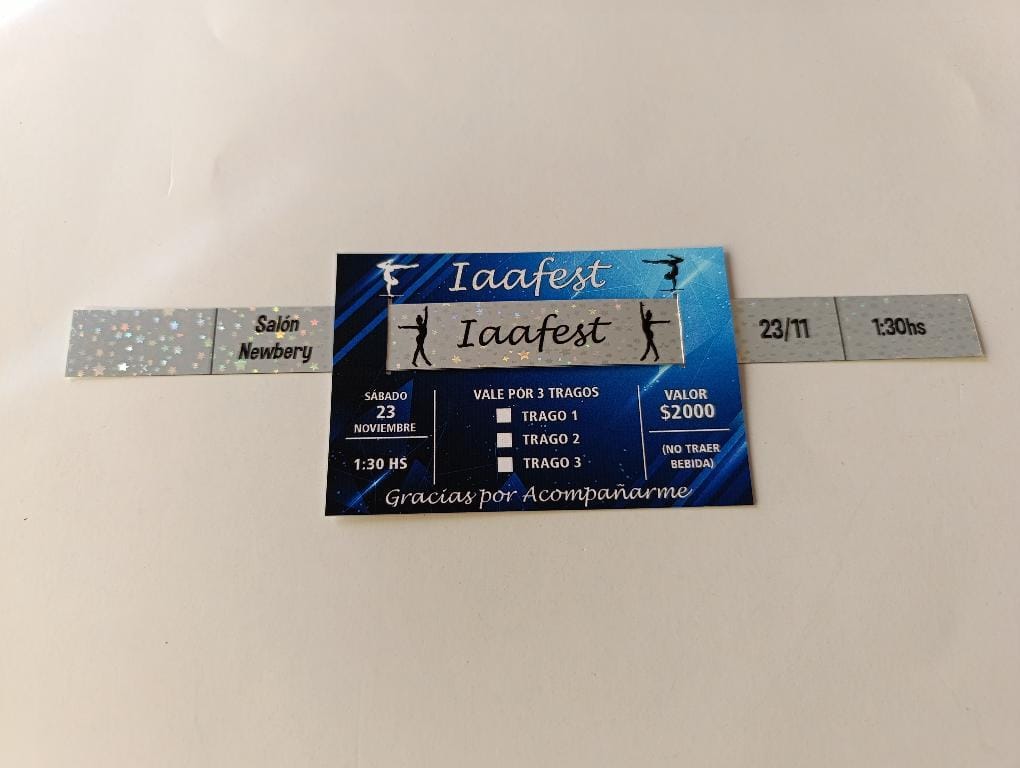 Iaafest
Salón
Newbery
Iaafest
23/11
1:30hs
SÁBADO
23
NOVIEMBRE
1:30 HS
VALE POR 3 TRAGOS
TRAGO 1
TRAGO 2
TRAGO 3
VALOR
$2000
(NO TRAER
BEBIDA)
Gracias por Acompañarme